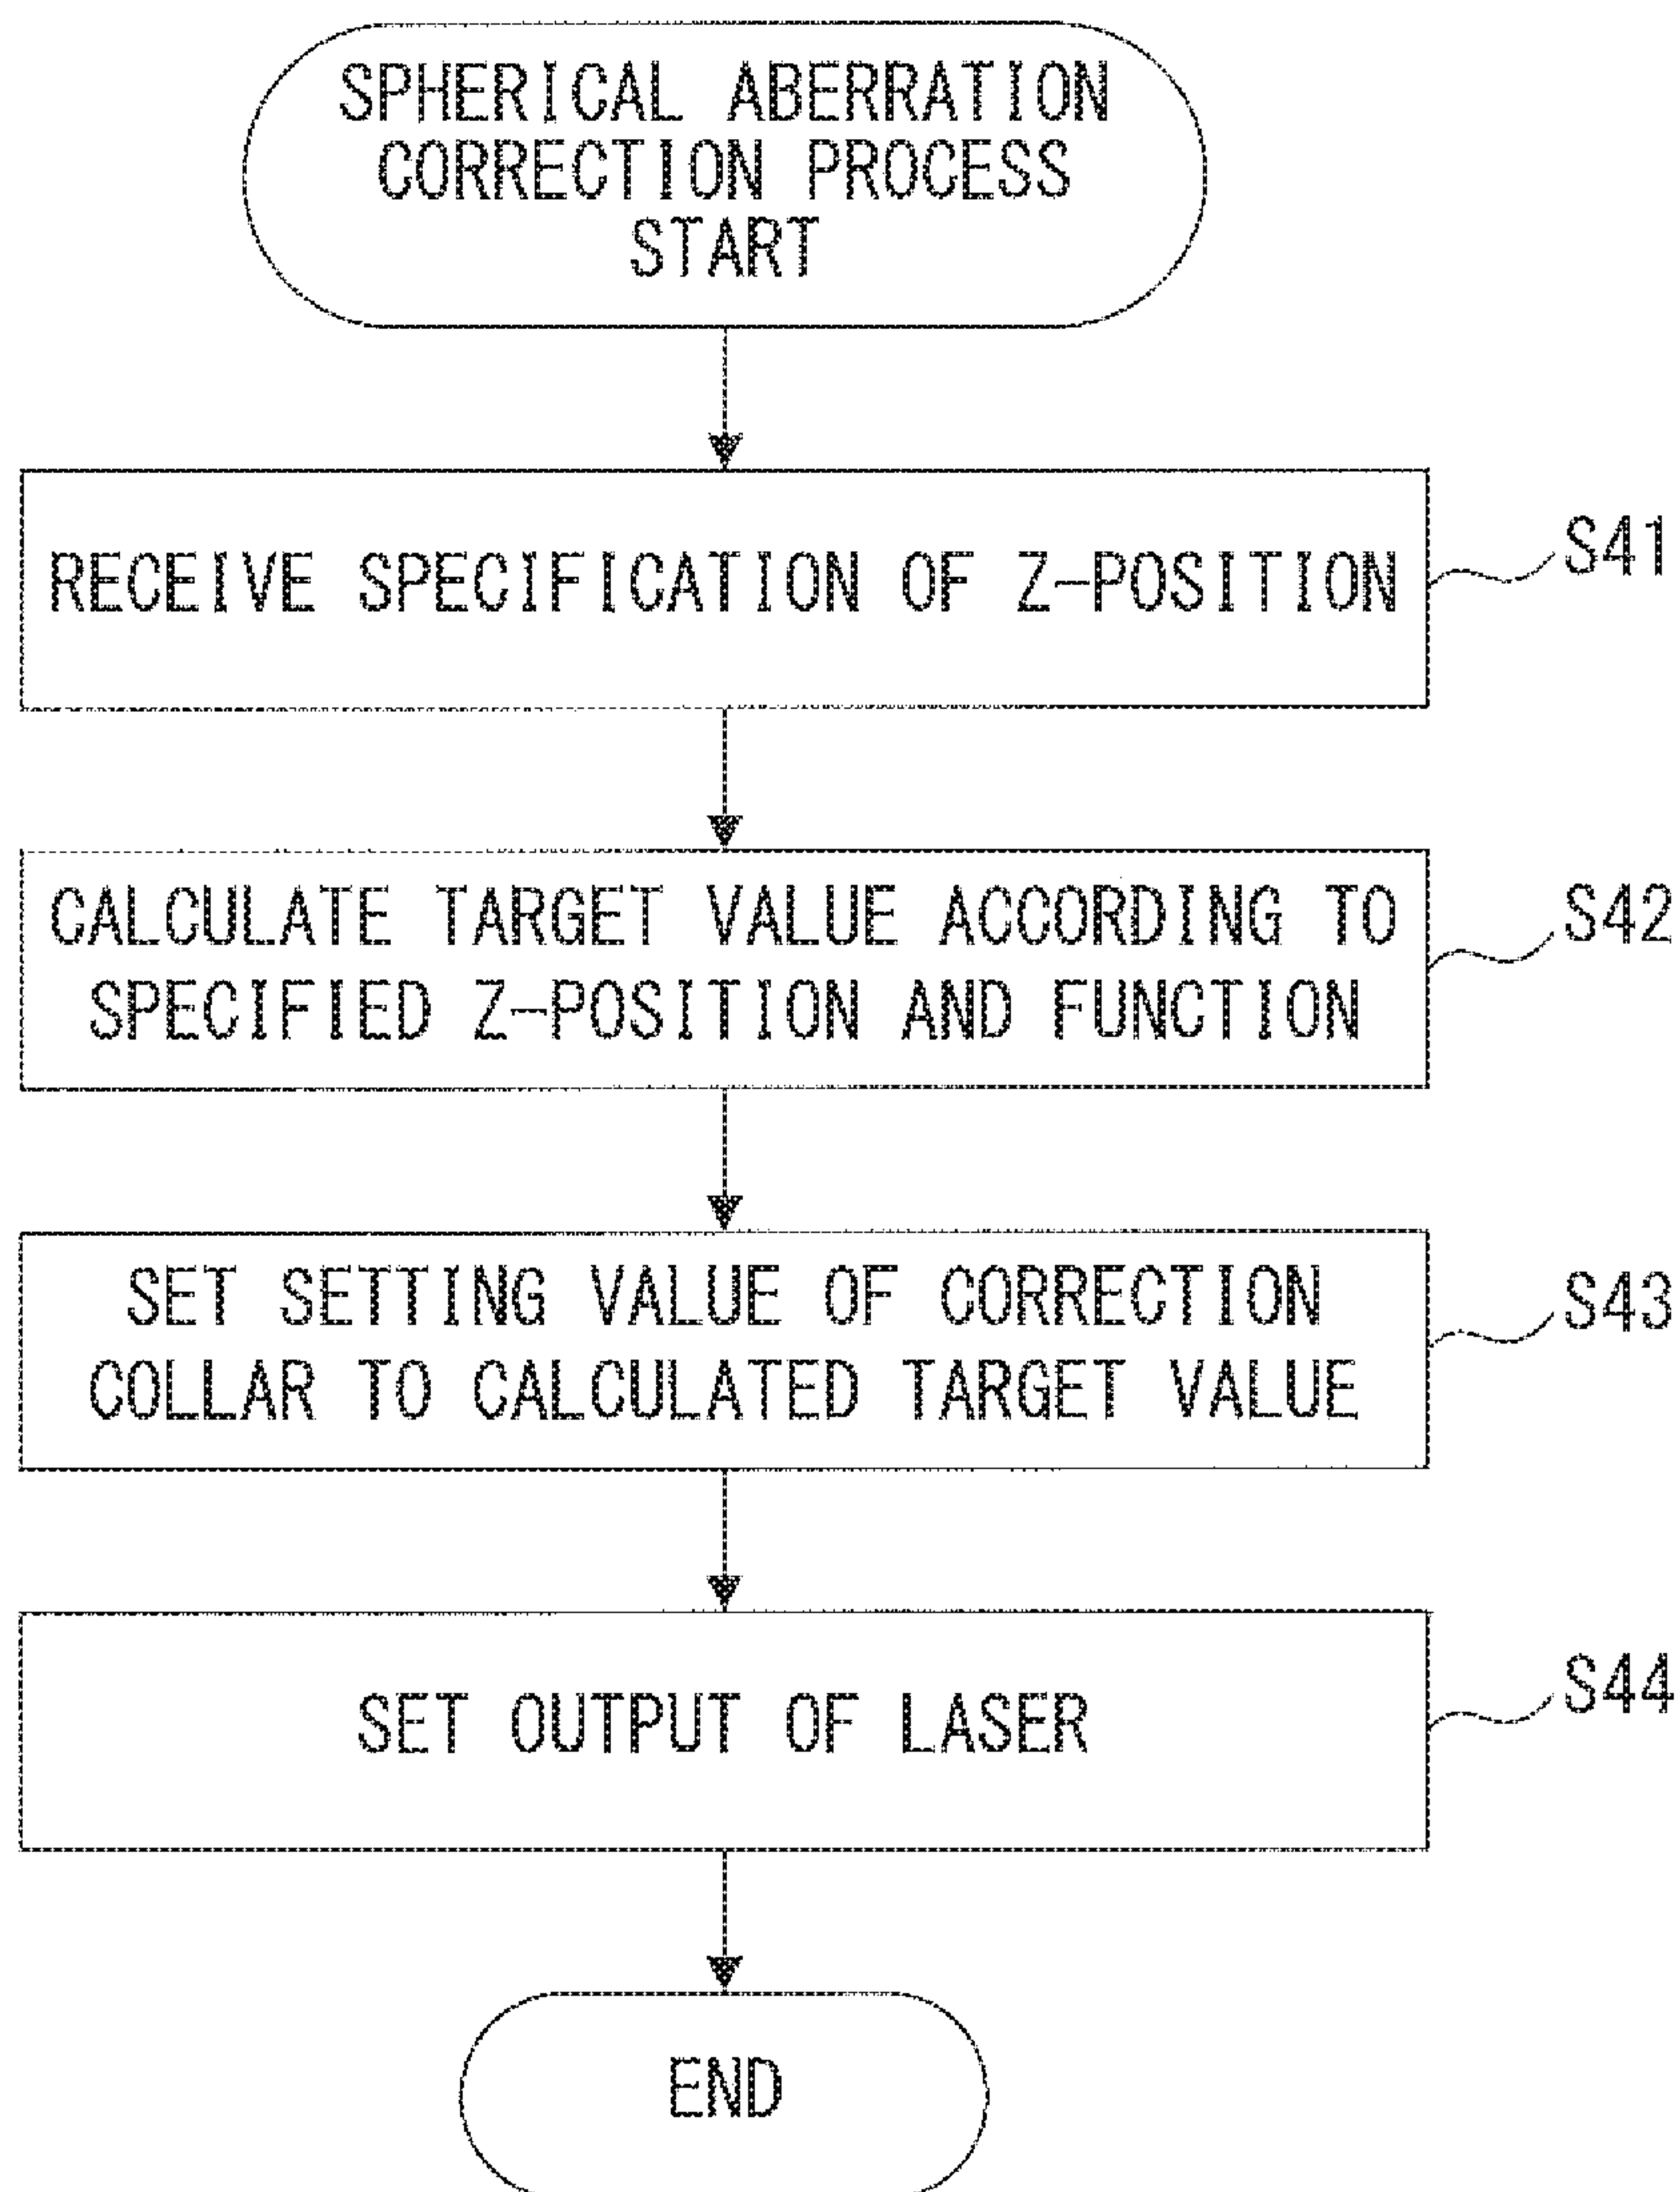 SPHERICAL ABERRATION
CORRECTION PROCESS
START
RECEIVE SPECIFICATION OF Z-POSITION
S41
CALCULATE TARGET VALUE ACCORDING TO
SPECIFIED Z-POSITION AND FUNCTION
S42
SET SETTING VALUE OF CORRECTION
COLLAR TO CALCULATED TARGET VALUE
S43
SET OUTPUT OF LASER
S44
END